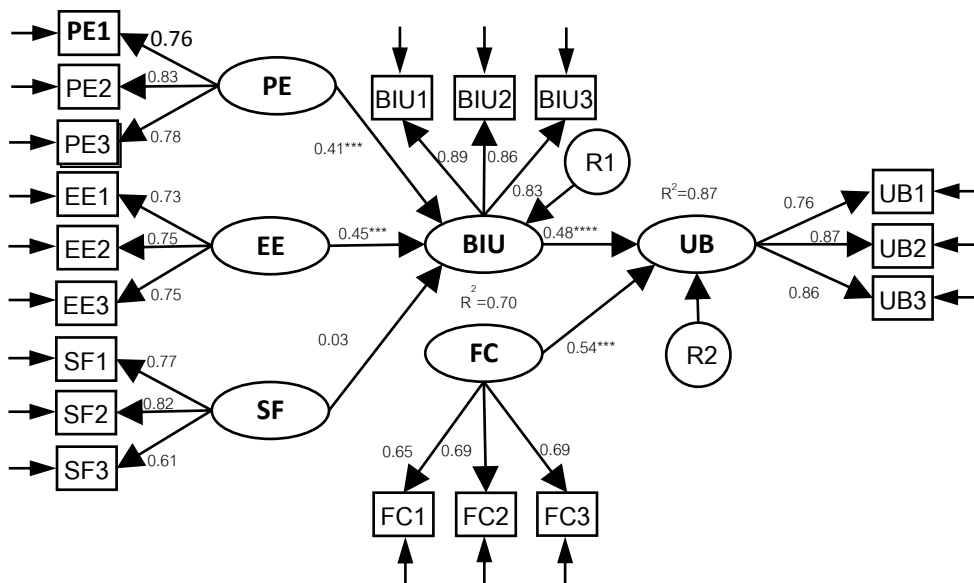 PE1
0.76
PE2
0.83
PE
PE3
0.78
EE1
0.73
EE2
0.75
EE
EE3
0.75
SF1
0.77
SF2
0.82
SF
SF3
0.61
0.41***
0.45***
0.03
BIU1
BIU2
BIU3
0.89
0.86
0.83
R1
BIU
R²=0.70
0.48****
R²=0.87
UB
0.76
UB1
0.87
UB2
0.86
UB3
R2
FC
0.54***
0.65
0.69
0.69
FC1
FC2
FC3